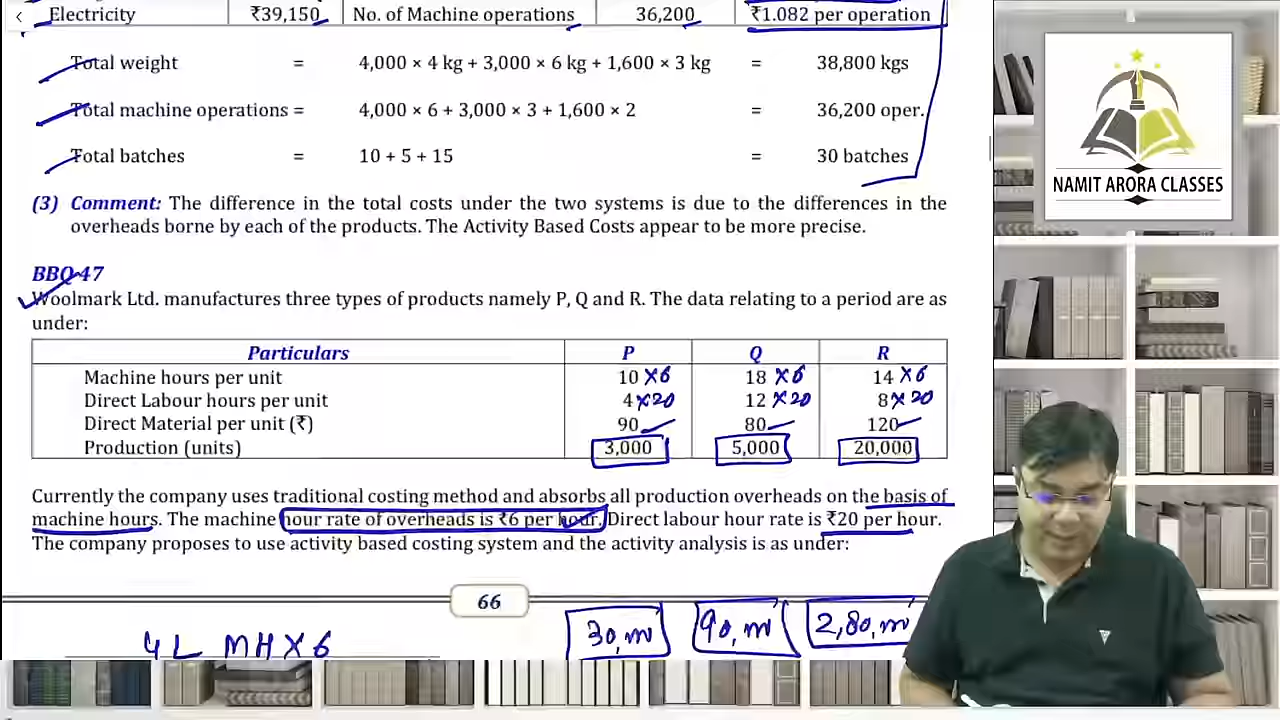 Electricity ₹39,150 No. of Machine operations 36,200 ₹1.082 per operation
Total weight = 4,000 × 4 kg + 3,000 × 6 kg + 1,600 × 3 kg = 38,800 kgs
Total machine operations = 4,000 × 6 + 3,000 × 3 + 1,600 × 2 = 36,200 oper.
Total batches = 10 + 5 + 15 = 30 batches
(3) Comment: The difference in the total costs under the two systems is due to the differences in the
overheads borne by each of the products. The Activity Based Costs appear to be more precise.
BBQ 47
Woolmark Ltd. manufactures three types of products namely P, Q and R. The data relating to a period are as
under:
Particulars P Q R
Machine hours per unit 10 ×6 18 ×6 14 ×6
Direct Labour hours per unit 4 ×20 12 ×20 8 ×20
Direct Material per unit (₹) 90 80 120
Production (units) 3,000 5,000 20,000
Currently the company uses traditional costing method and absorbs all production overheads on the basis of
machine hours. The machine hour rate of overheads is ₹6 per hour. Direct labour hour rate is ₹20 per hour.
The company proposes to use activity based costing system and the activity analysis is as under:
66
4L MH × 6 30,m 90,m 2,80,m
NAMIT ARORA CLASSES